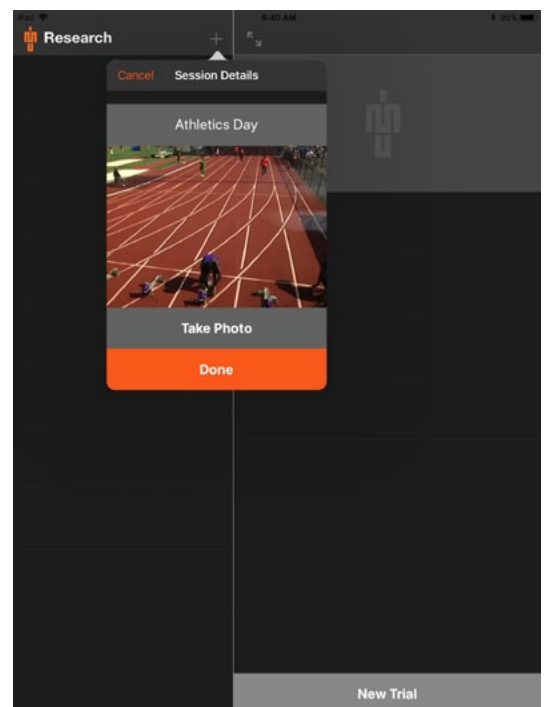 iPad 8:40 AM 95%
Research +
Cancel Session Details
Athletics Day
Take Photo
Done
New Trial